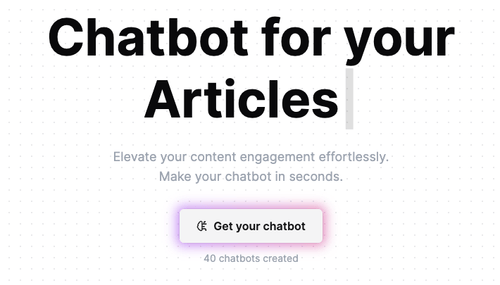 Chatbot for your
Articles
Elevate your content engagement effortlessly.
Make your chatbot in seconds.
Get your chatbot
40 chatbots created